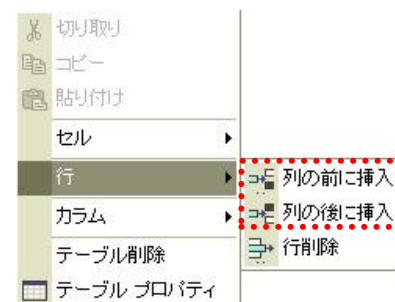 切り取り
コピー
貼り付け
セル
行
列の前に挿入
カラム
列の後に挿入
テーブル削除
行削除
テーブル プロパティ